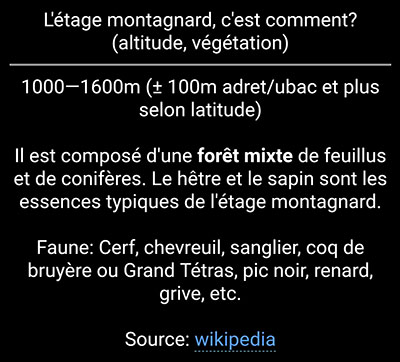 L'étage montagnard, c'est comment?
(altitude, végétation)
1000—1600m (± 100m adret/ubac et plus
selon latitude)
Il est composé d'une forêt mixte de feuillus
et de conifères. Le hêtre et le sapin sont les
essences typiques de l'étage montagnard.
Faune: Cerf, chevreuil, sanglier, coq de
bruyère ou Grand Tétras, pic noir, renard,
grive, etc.
Source: wikipedia